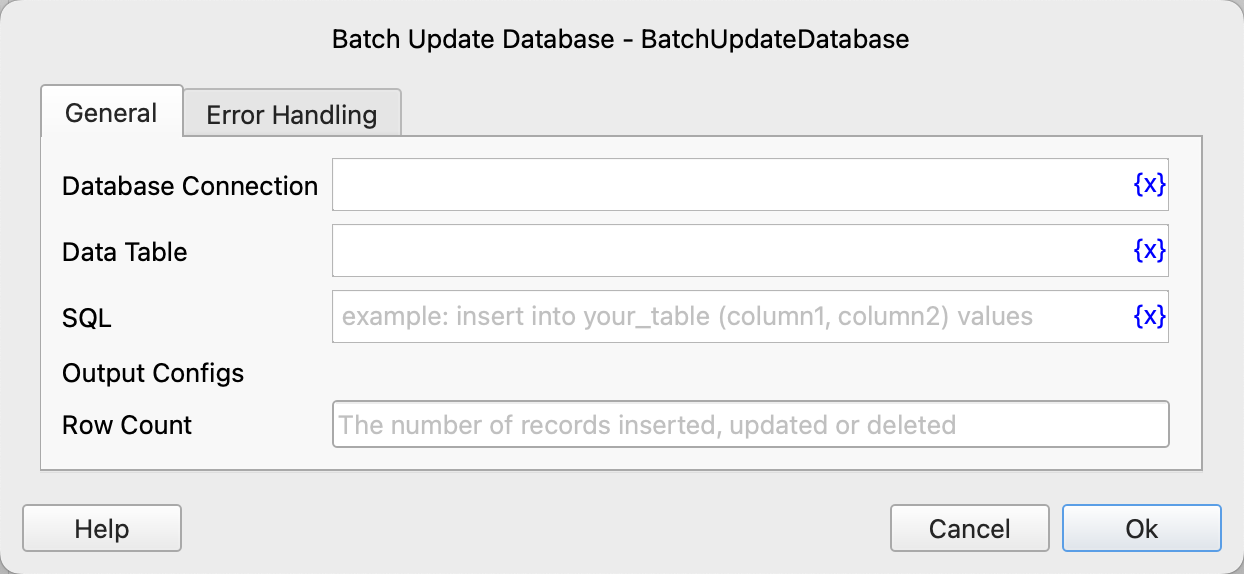 Batch Update Database - BatchUpdateDatabase
General
Error Handling
Database Connection {x}
Data Table {x}
SQL example: insert into your_table (column1, column2) values {x}
Output Configs
Row Count The number of records inserted, updated or deleted
Help Cancel Ok